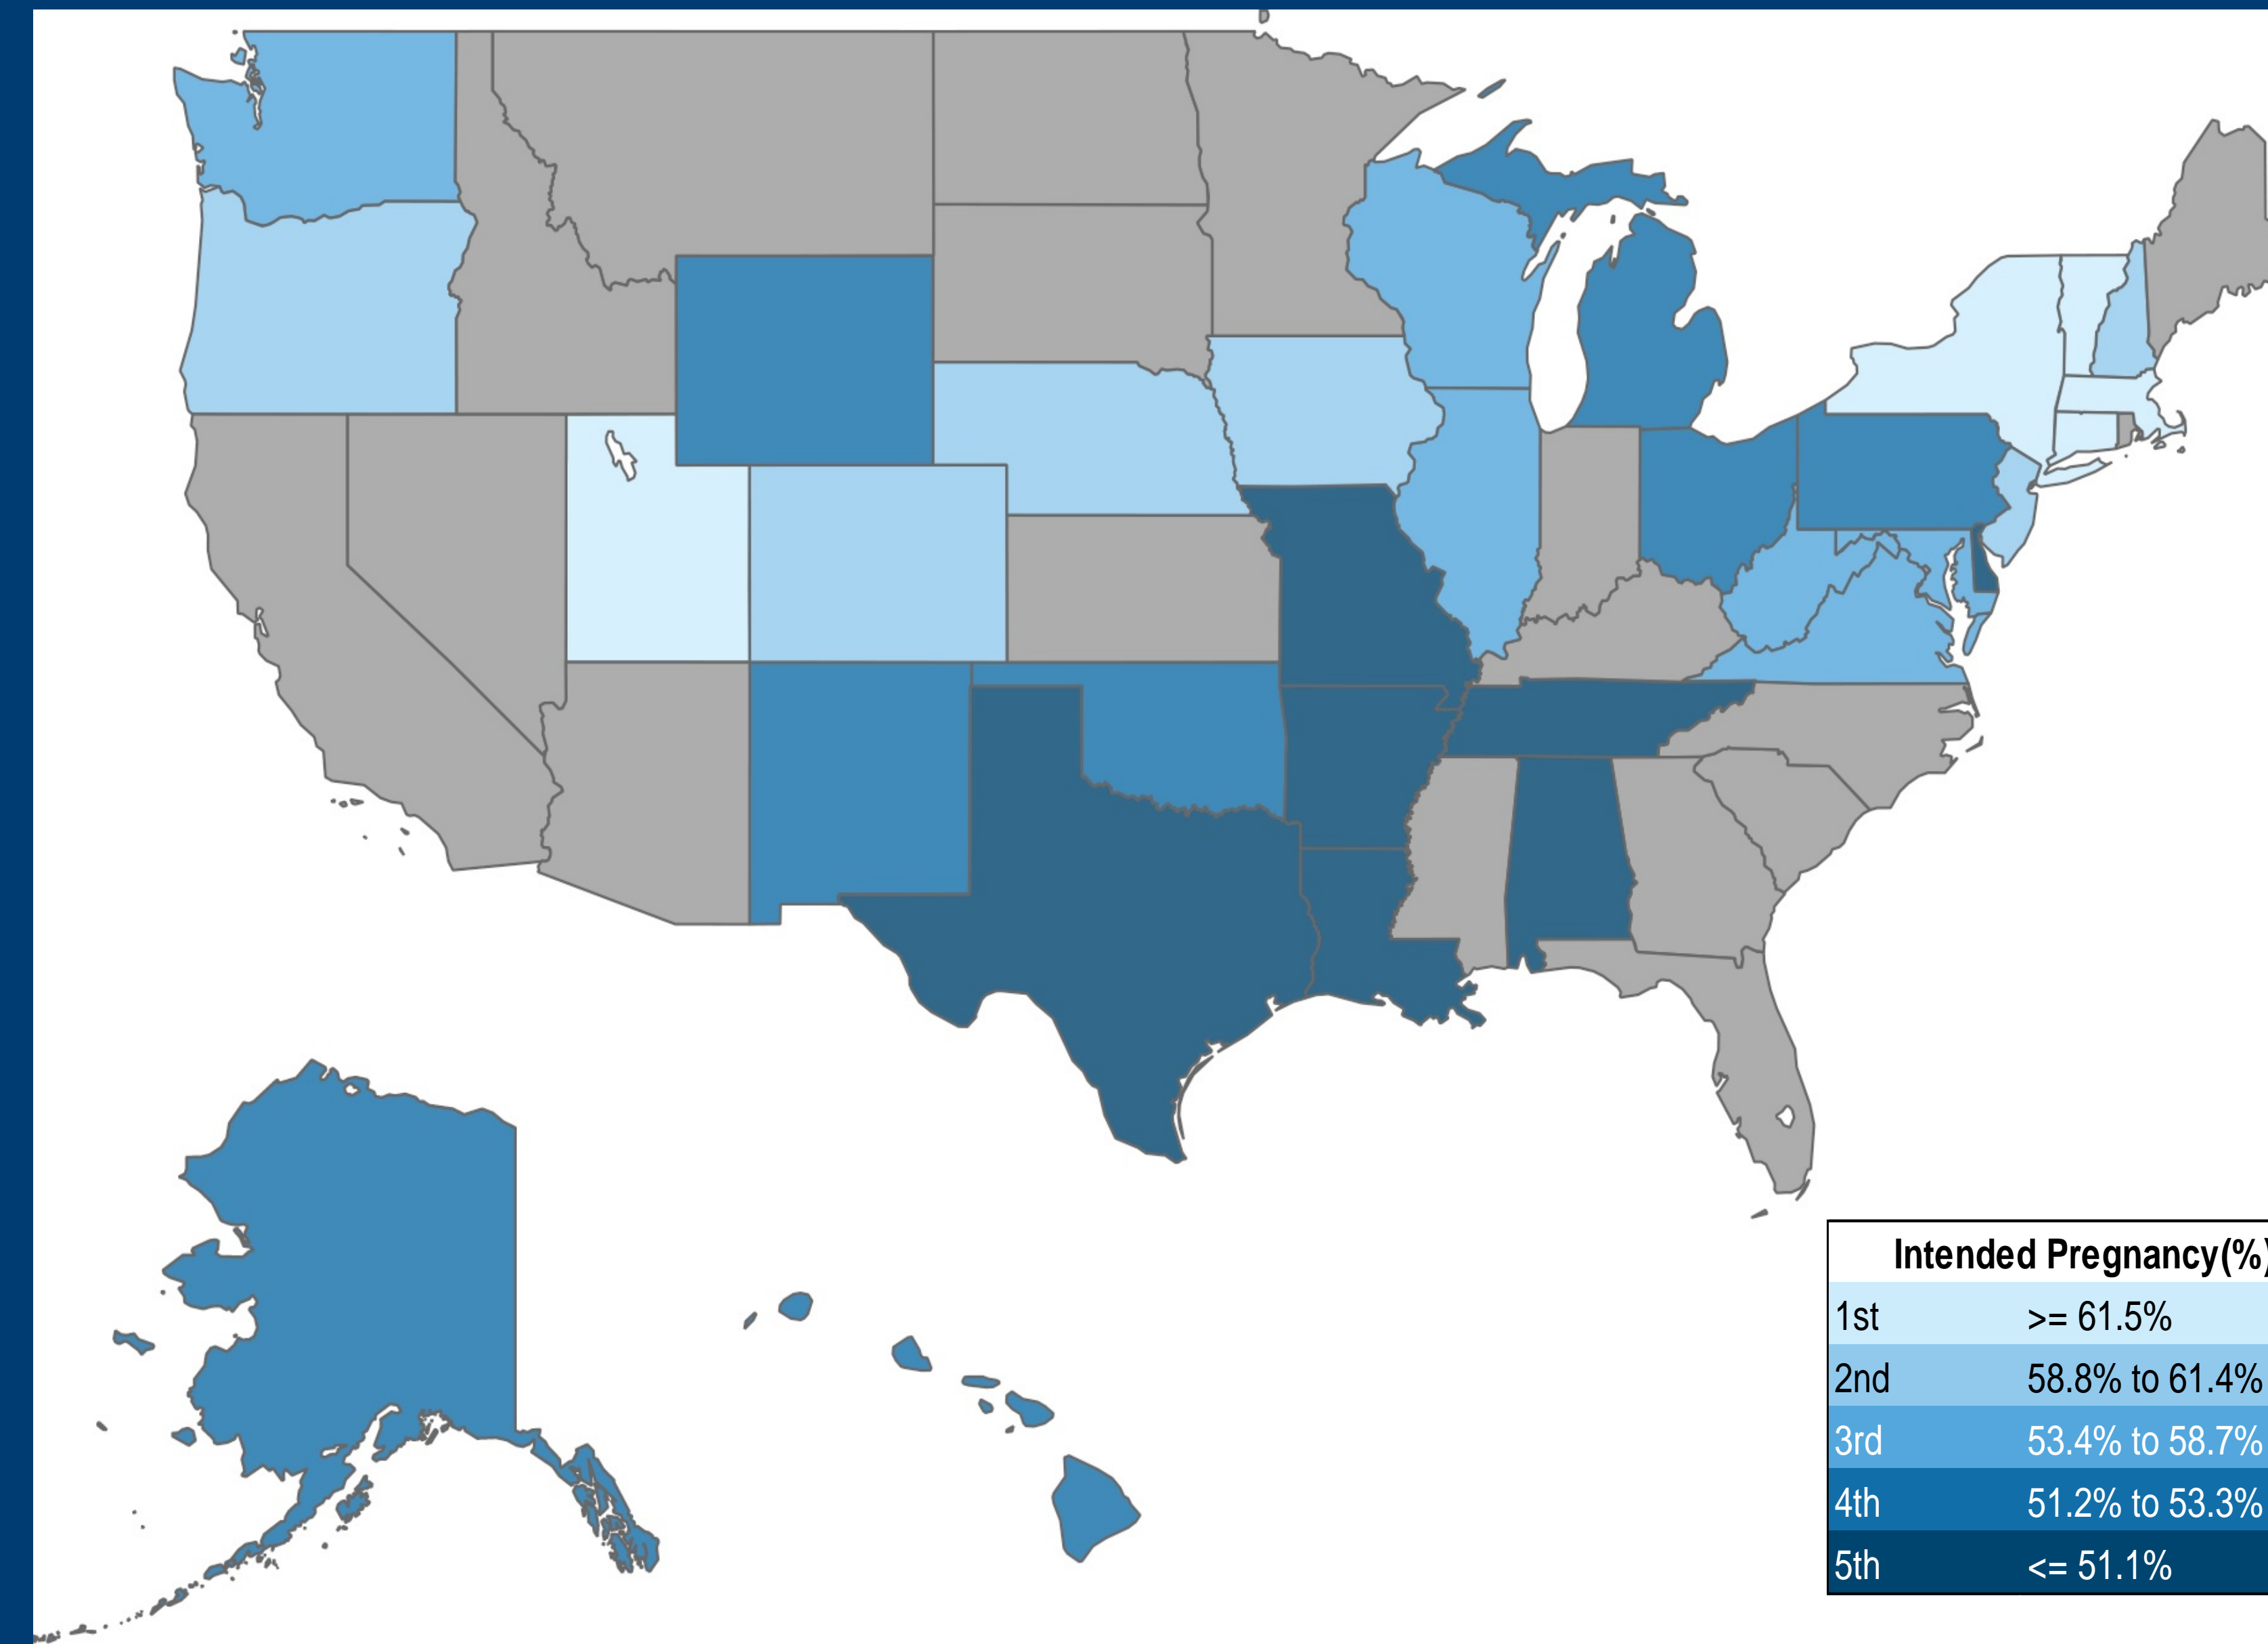 Intended Pregnancy(%)
1st >= 61.5%
2nd 58.8% to 61.4%
3rd 53.4% to 58.7%
4th 51.2% to 53.3%
5th <= 51.1%